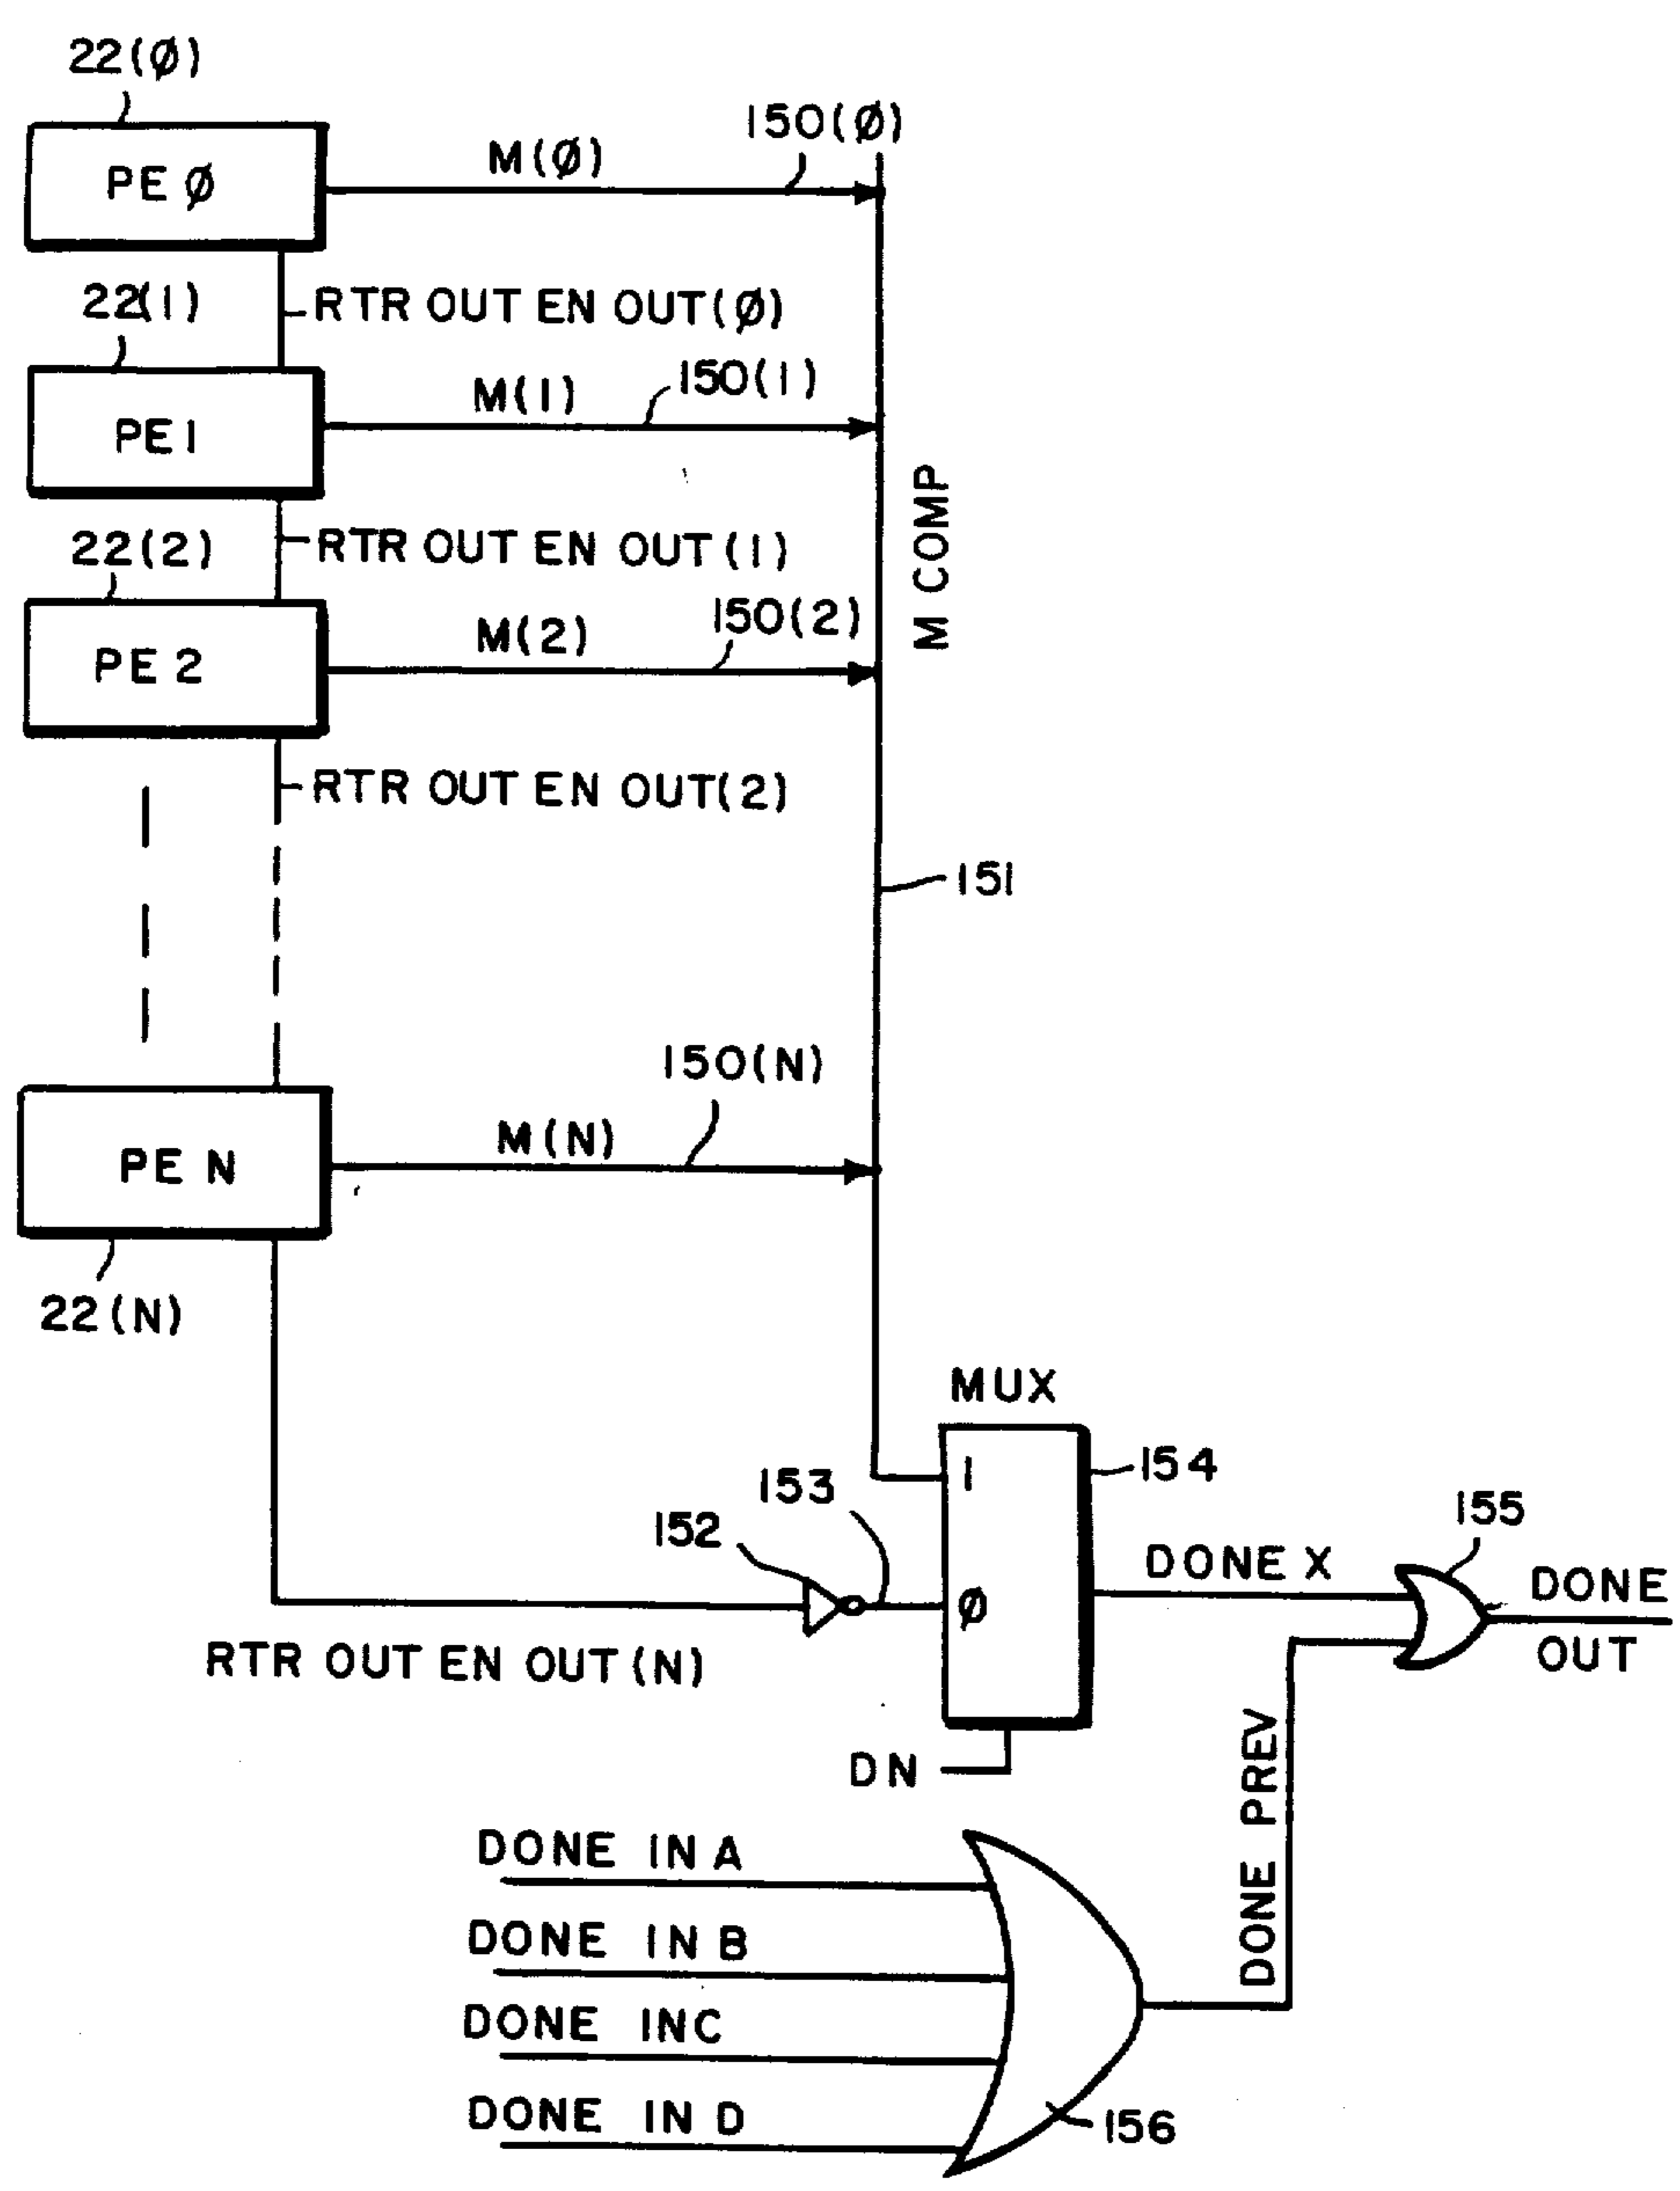 22(Ø)
PE Ø
M(Ø)
150(Ø)
RTR OUT EN OUT(Ø)
22(1)
PE 1
M(1)
150(1)
M COMP
RTR OUT EN OUT(1)
22(2)
PE 2
M(2)
150(2)
RTR OUT EN OUT(2)
151
PE N
M(N)
150(N)
22(N)
MUX
1
154
153
152
Ø
DONE X
155
DONE OUT
RTR OUT EN OUT(N)
DN
DONE PREV
DONE IN A
DONE IN B
DONE INC
DONE IN D
156